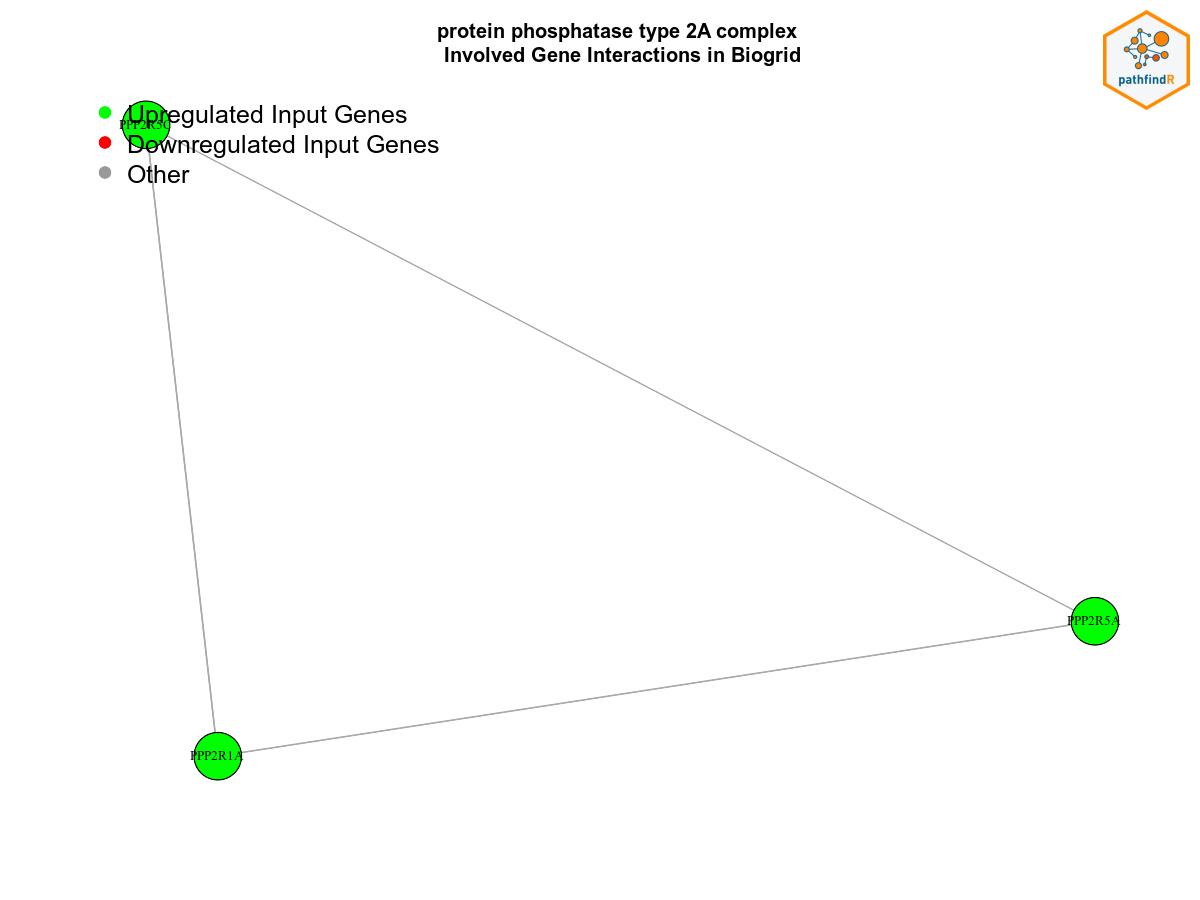 protein phosphatase type 2A complex
Involved Gene Interactions in Biogrid
pathfindR
Upregulated Input Genes
PPP2R5C
Downregulated Input Genes
Other
PPP2R5A
PPP2R1A